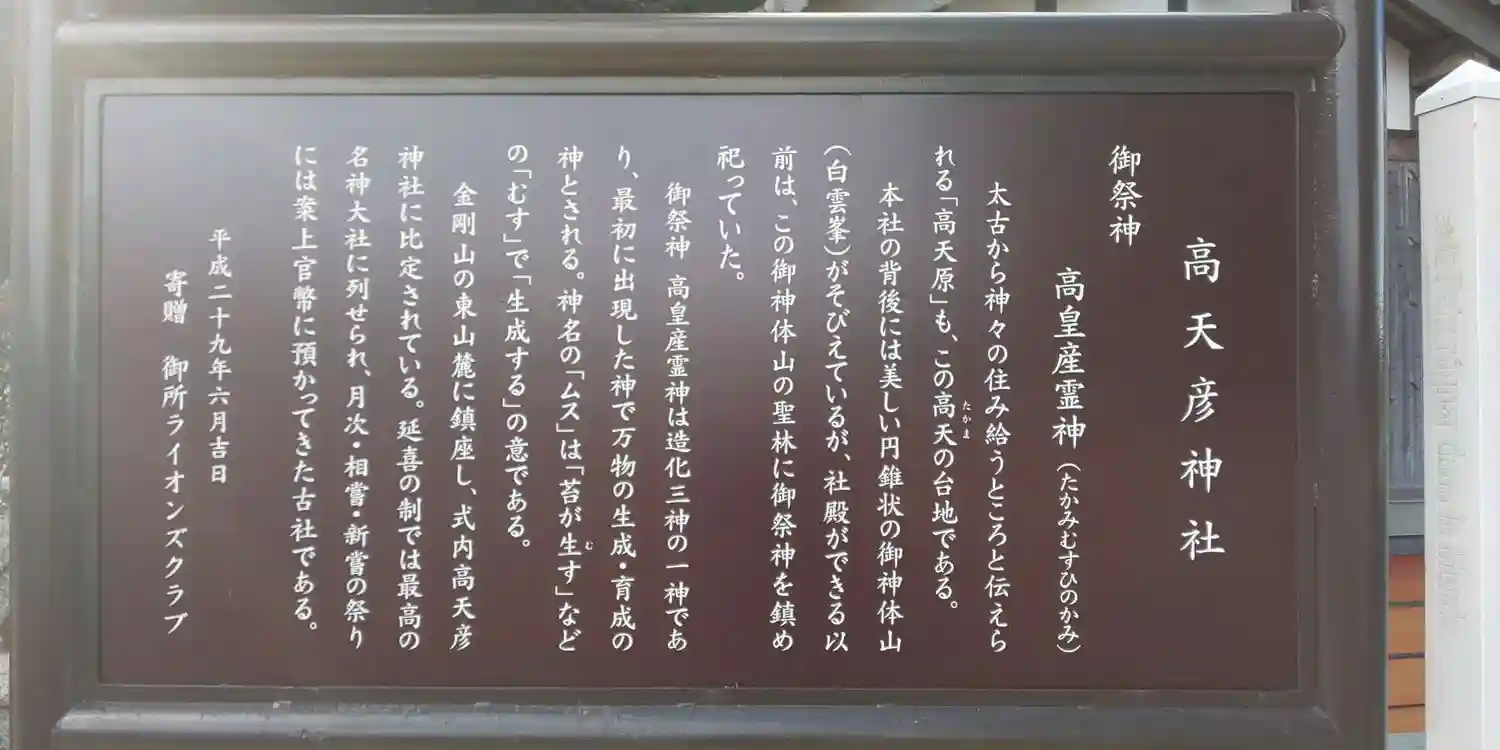 高天彦神社
御祭神
高皇産霊神(たかみむすひのかみ)
太古から神々の住み給うところと伝えら
れる「高天原」も、この高天の台地である。
たかま
本社の背後には美しい円錐状の御神体山
(白雲峯)がそびえているが、社殿ができる以
前は、この御神体山の聖林に御祭神を鎮め
祀っていた。
御祭神 高皇産霊神は造化三神の一神であ
り、最初に出現した神で万物の生成・育成の
神とされる。神名の「ムス」は「苔が生す」など
む
の「むす」で「生成する」の意である。
金剛山の東山麓に鎮座し、式内高天彦
神社に比定されている。延喜の制では最高の
名神大社に列せられ、月次・相嘗・新嘗の祭り
には案上官幣に預かってきた古社である。
平成二十九年六月吉日
寄贈 御所ライオンズクラブ